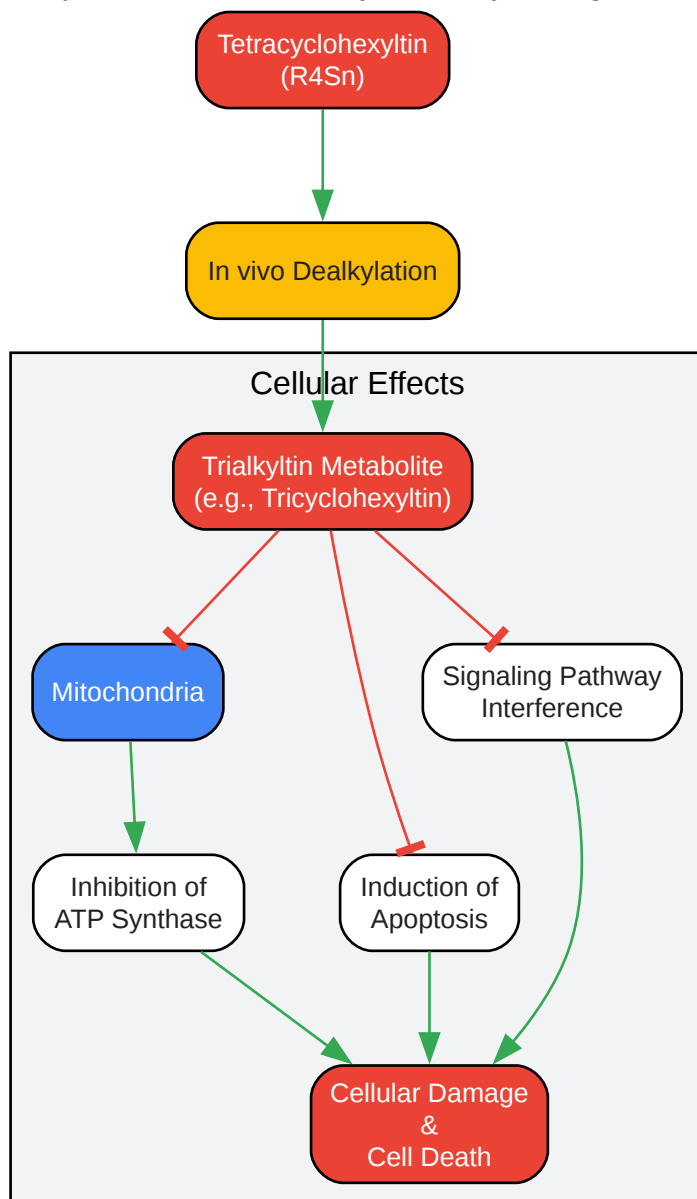 Tetracyclohexyltin
(R4Sn)
In vivo Dealkylation
Cellular Effects
Trialkyltin Metabolite
(e.g., Tricyclohexyltin)
Mitochondria
Signaling Pathway
Interference
Inhibition of
ATP Synthase
Induction of
Apoptosis
Cellular Damage
&
Cell Death